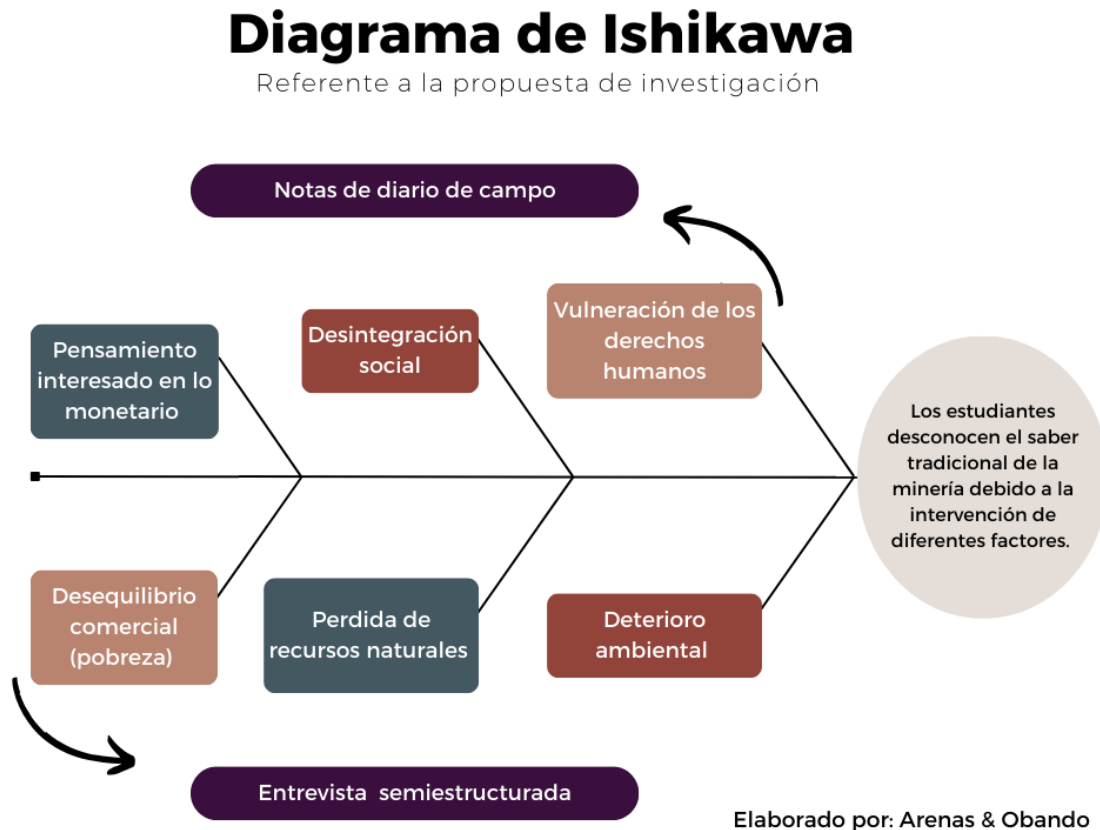 Diagrama de Ishikawa
Referente a la propuesta de investigación
Notas de diario de campo
Pensamiento
interesado en lo
monetario
Desintegración
social
Vulneración de los
derechos
humanos
Los estudiantes
desconocen el saber
tradicional de la
minería debido a la
intervención de
diferentes factores.
Desequilibrio
comercial
(pobreza)
Perdida de
recursos naturales
Deterioro
ambiental
Entrevista semiestructurada
Elaborado por: Arenas & Obando